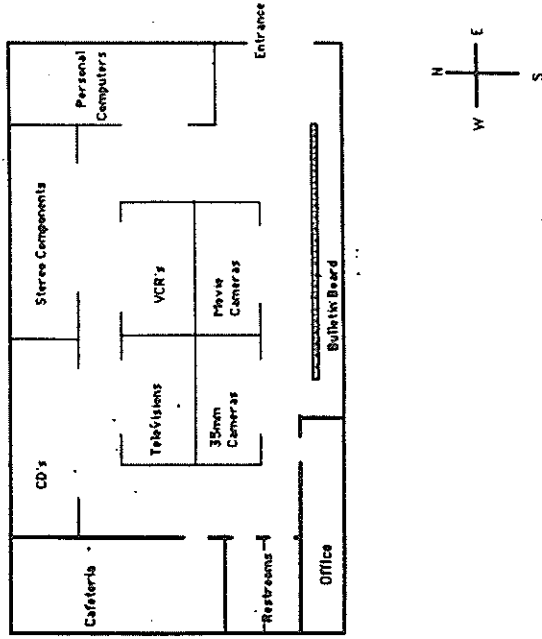 Entrance
Personal
Computers
Stereo Components
CD's
VCR's
Movie
Cameras
Televisions
35mm
Cameras
Bulletin Board
Cafeteria
Restrooms
Office
N
W
E
S